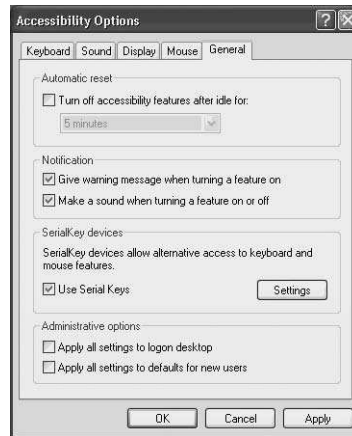 Accessibility Options
Keyboard Sound Display Mouse General
Automatic reset
Turn off accessibility features after idle for:
5 minutes
Notification
Give warning message when turning a feature on
Make a sound when turning a feature on or off
SerialKey devices
SerialKey devices allow alternative access to keyboard and
mouse features.
Use Serial Keys Settings
Administrative options
Apply all settings to logon desktop
Apply all settings to defaults for new users
OK Cancel Apply